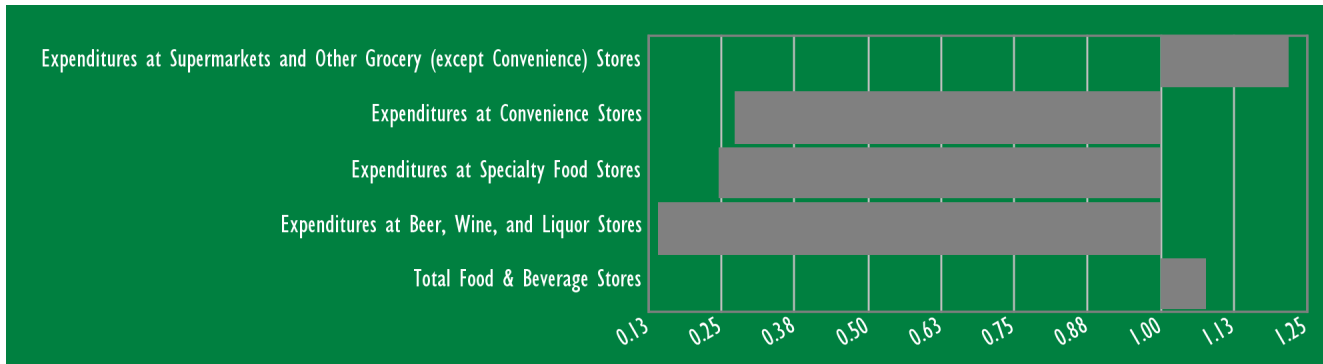 Expenditures at Supermarkets and Other Grocery (except Convenience) Stores
Expenditures at Convenience Stores
Expenditures at Specialty Food Stores
Expenditures at Beer, Wine, and Liquor Stores
Total Food & Beverage Stores
0.13 0.25 0.38 0.50 0.63 0.75 0.88 1.00 1.13 1.25